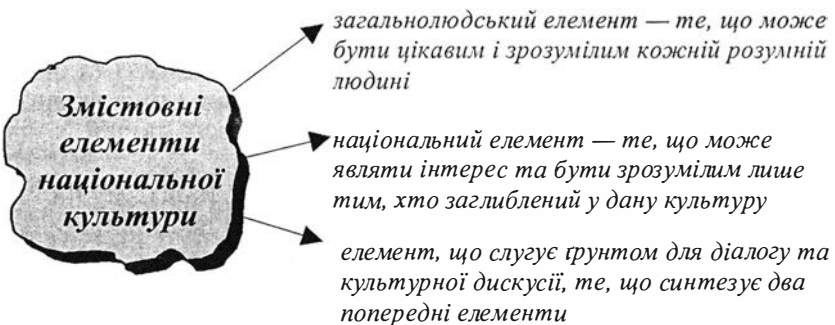 Змістовні
елементи
національної
культури
загальнолюдський елемент — те, що може
бути цікавим і зрозумілим кожній розумній
людині
національний елемент — те, що може
являти інтерес та бути зрозумілим лише
тим, хто заглиблений у дану культуру
елемент, що слугує ґрунтом для діалогу та
культурної дискусії, те, що синтезує два
попередні елементи